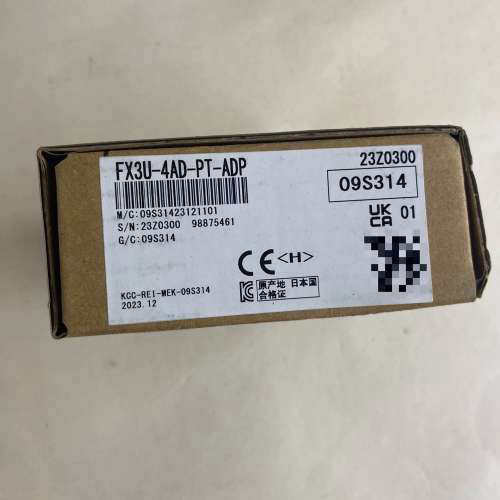 FX3U-4AD-PT-ADP
23Z0300
09S314
M/C:09S31423121101
S/N:23Z0300 98875461
G/C:09S314
UK
CA 01
CE <H>
KCC-REI-MEK-09S314
2023.12
原产地 日本国
合格证